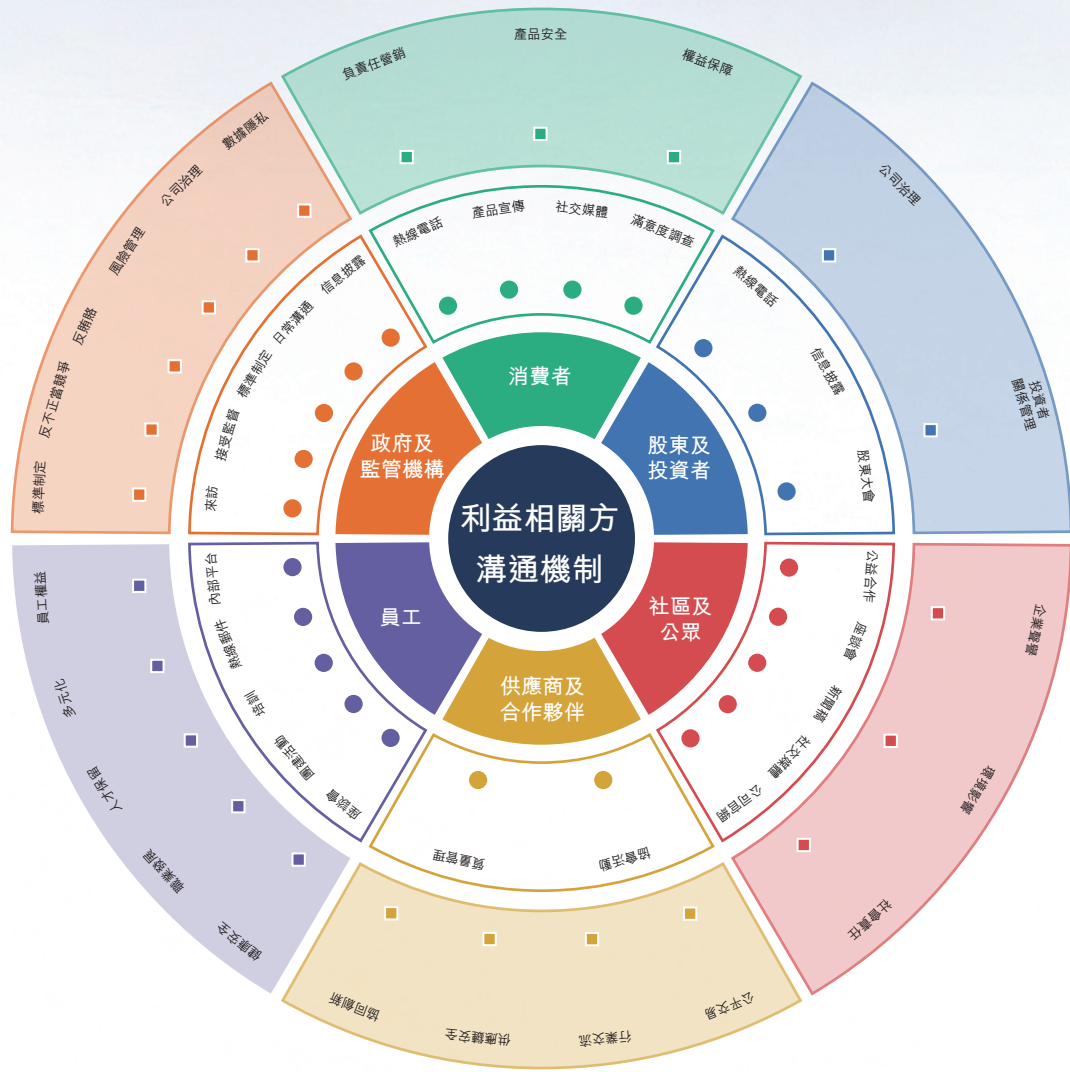 利益相關方
溝通機制
消費者
熱線電話
產品宣傳
社交媒體
滿意度調查
負責任營銷
產品安全
權益保障
股東及
投資者
熱線電話
信息披露
股東大會
公司治理
投資者
關係管理
社區及
公眾
公益合作
座談會
新聞稿
社交媒體
公司官網
企業聲譽
環境影響
社會責任
供應商及
合作夥伴
協會活動
質量管理
公平交易
行業交流
供應鏈安全
協同創新
員工
內部平台
熱線郵件
培訓
團建活動
座談會
員工權益
多元化
人才保留
職業發展
健康安全
政府及
監管機構
來訪
接受監督
標準制定
日常溝通
信息披露
標準制定
反不正當競爭
反賄賂
風險管理
公司治理
數據隱私